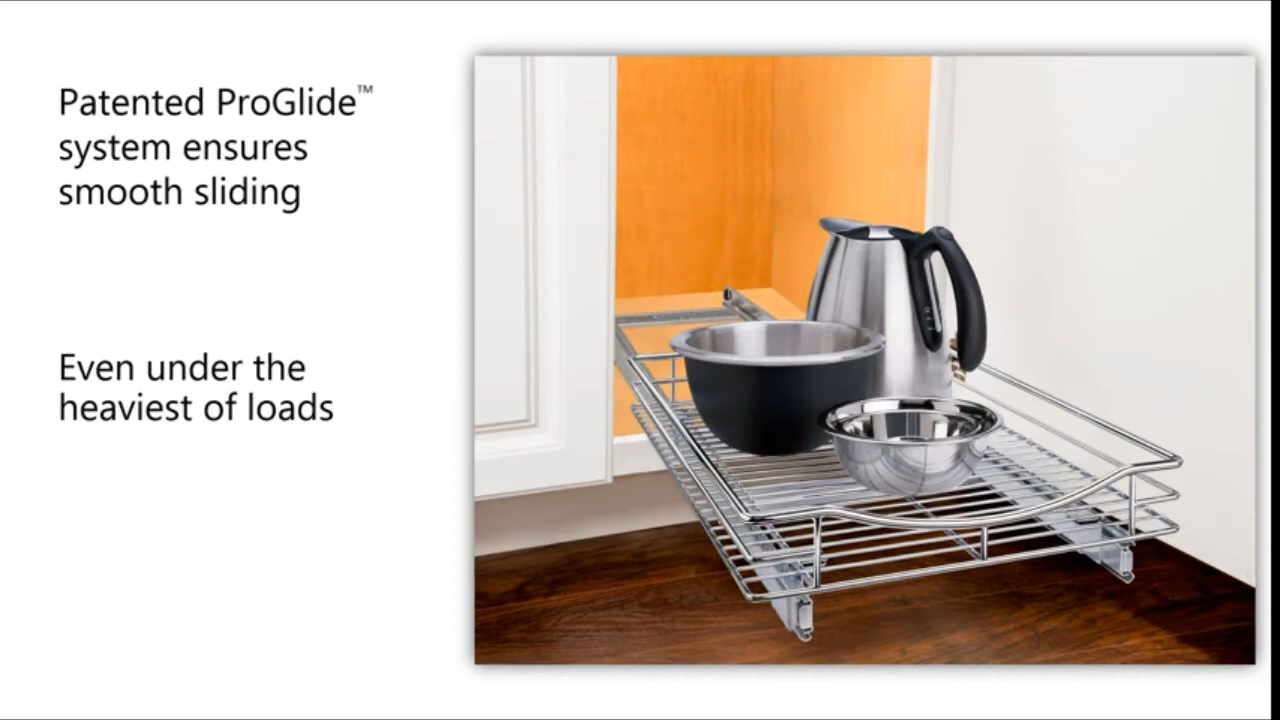 Patented ProGlide™
system ensures
smooth sliding
Even under the
heaviest of loads